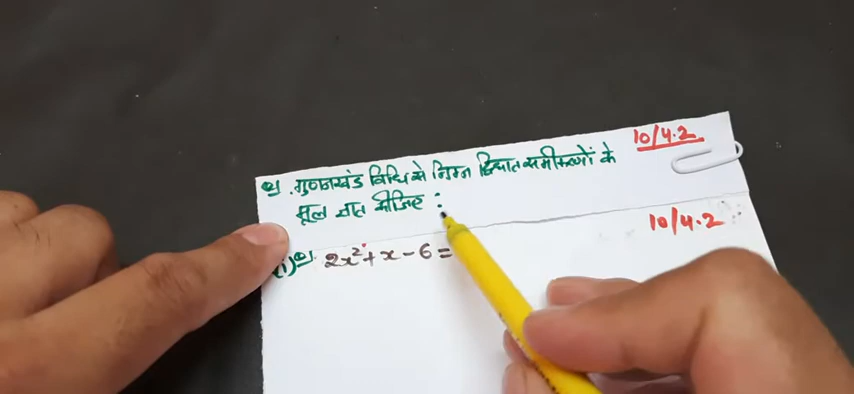 10/4.2
प्र. गुणनखंड विधि से निम्न द्विघात समीकरणों के
मूल ज्ञात कीजिए :
10/4.2
(i) प्र. 2x² + x - 6 =